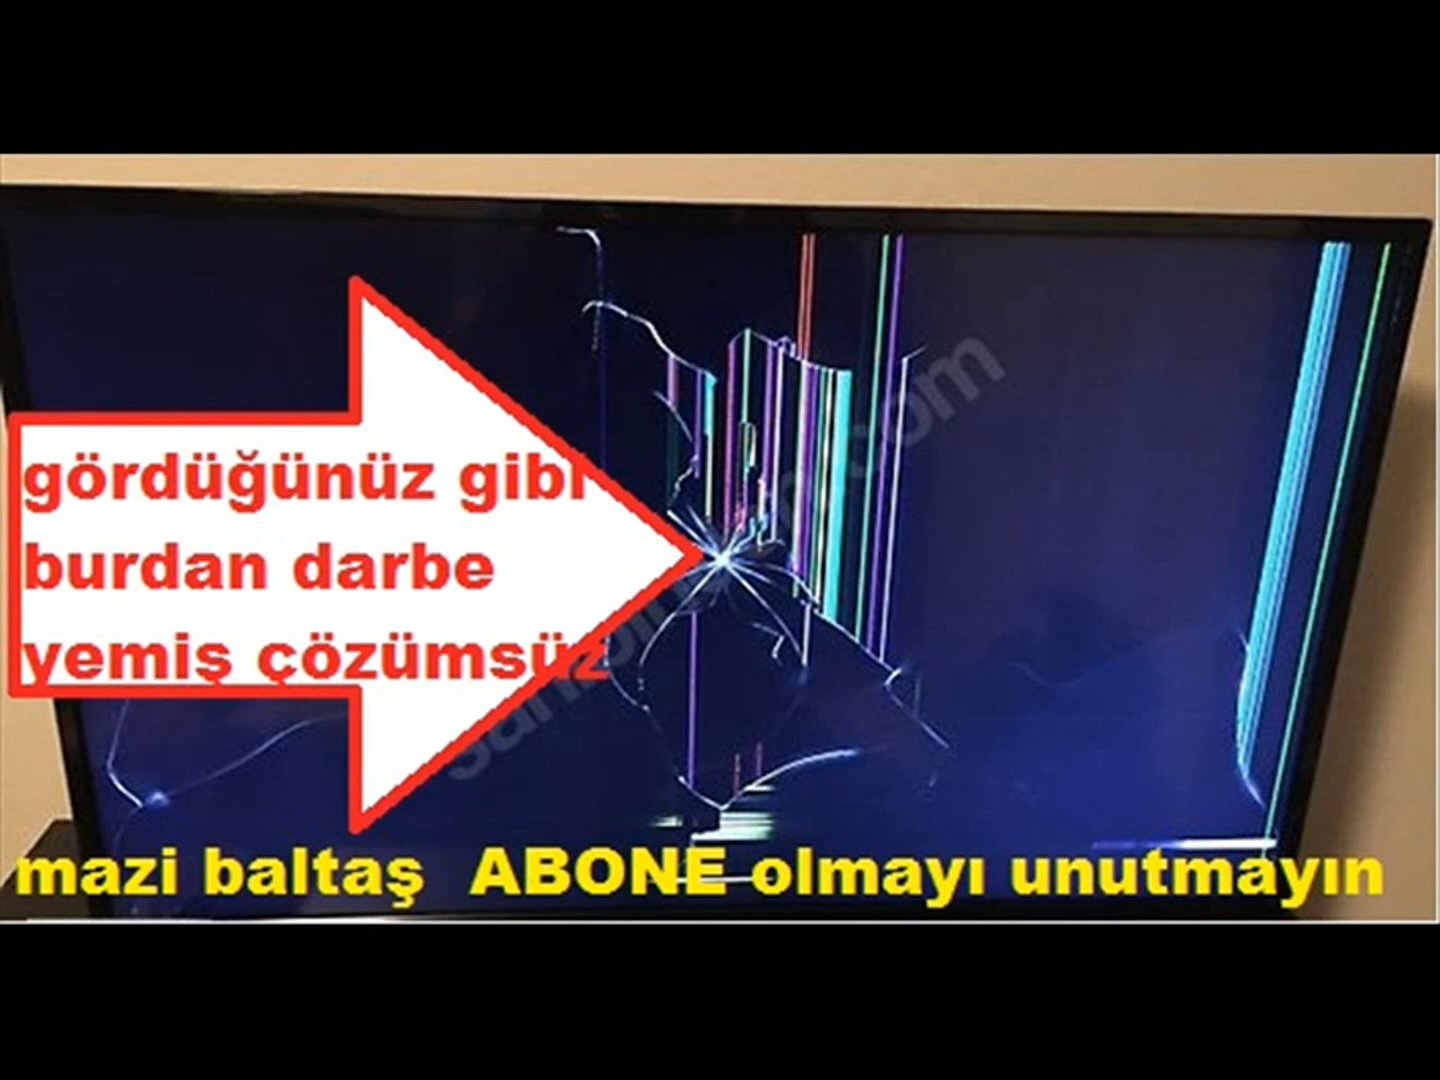 gördüğünüz gibi
burdan darbe
yemiş çözümsüz
mazi baltaş ABONE olmayı unutmayın